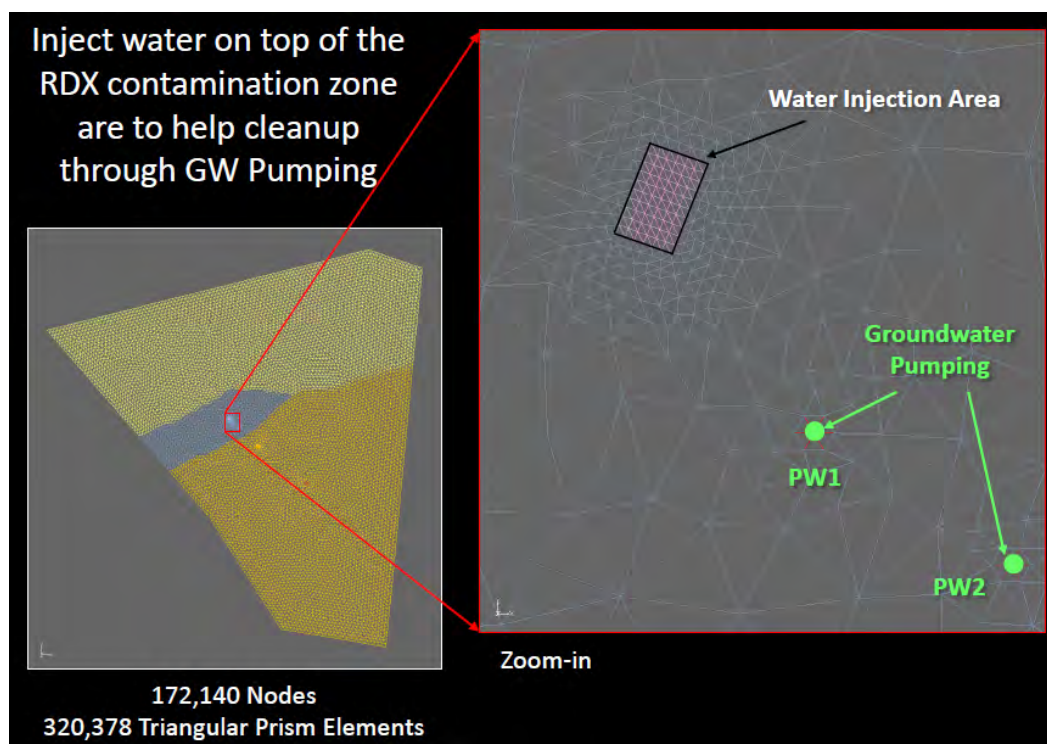 Inject water on top of the
RDX contamination zone
are to help cleanup
through GW Pumping
Water Injection Area
Groundwater
Pumping
PW1
PW2
Zoom-in
172,140 Nodes
320,378 Triangular Prism Elements